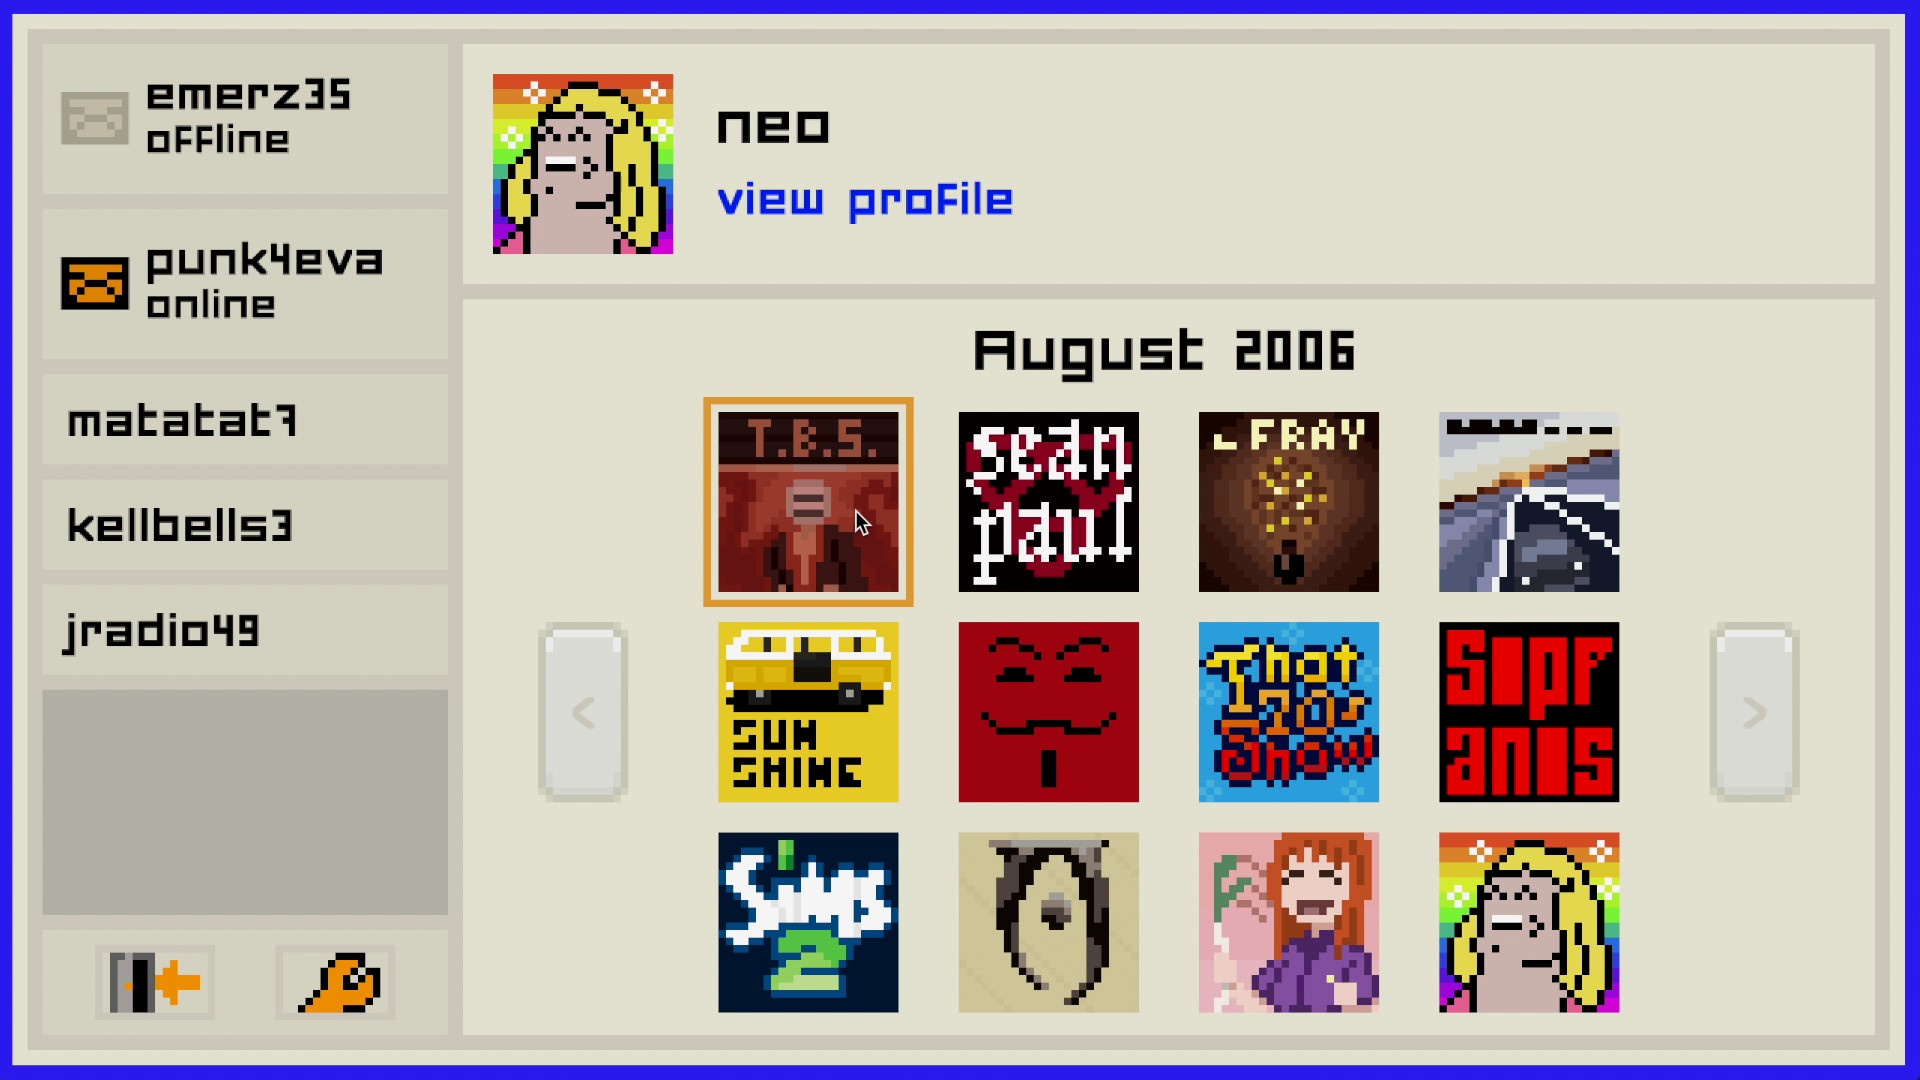 emerz35
offline
punk4eva
online
matatat7
kellbells3
jradio49
neo
view profile
August 2006
T.B.S.
sean
paul
FRAY
SUN
SHINE
That
70s
Show
Sopr
anos
2